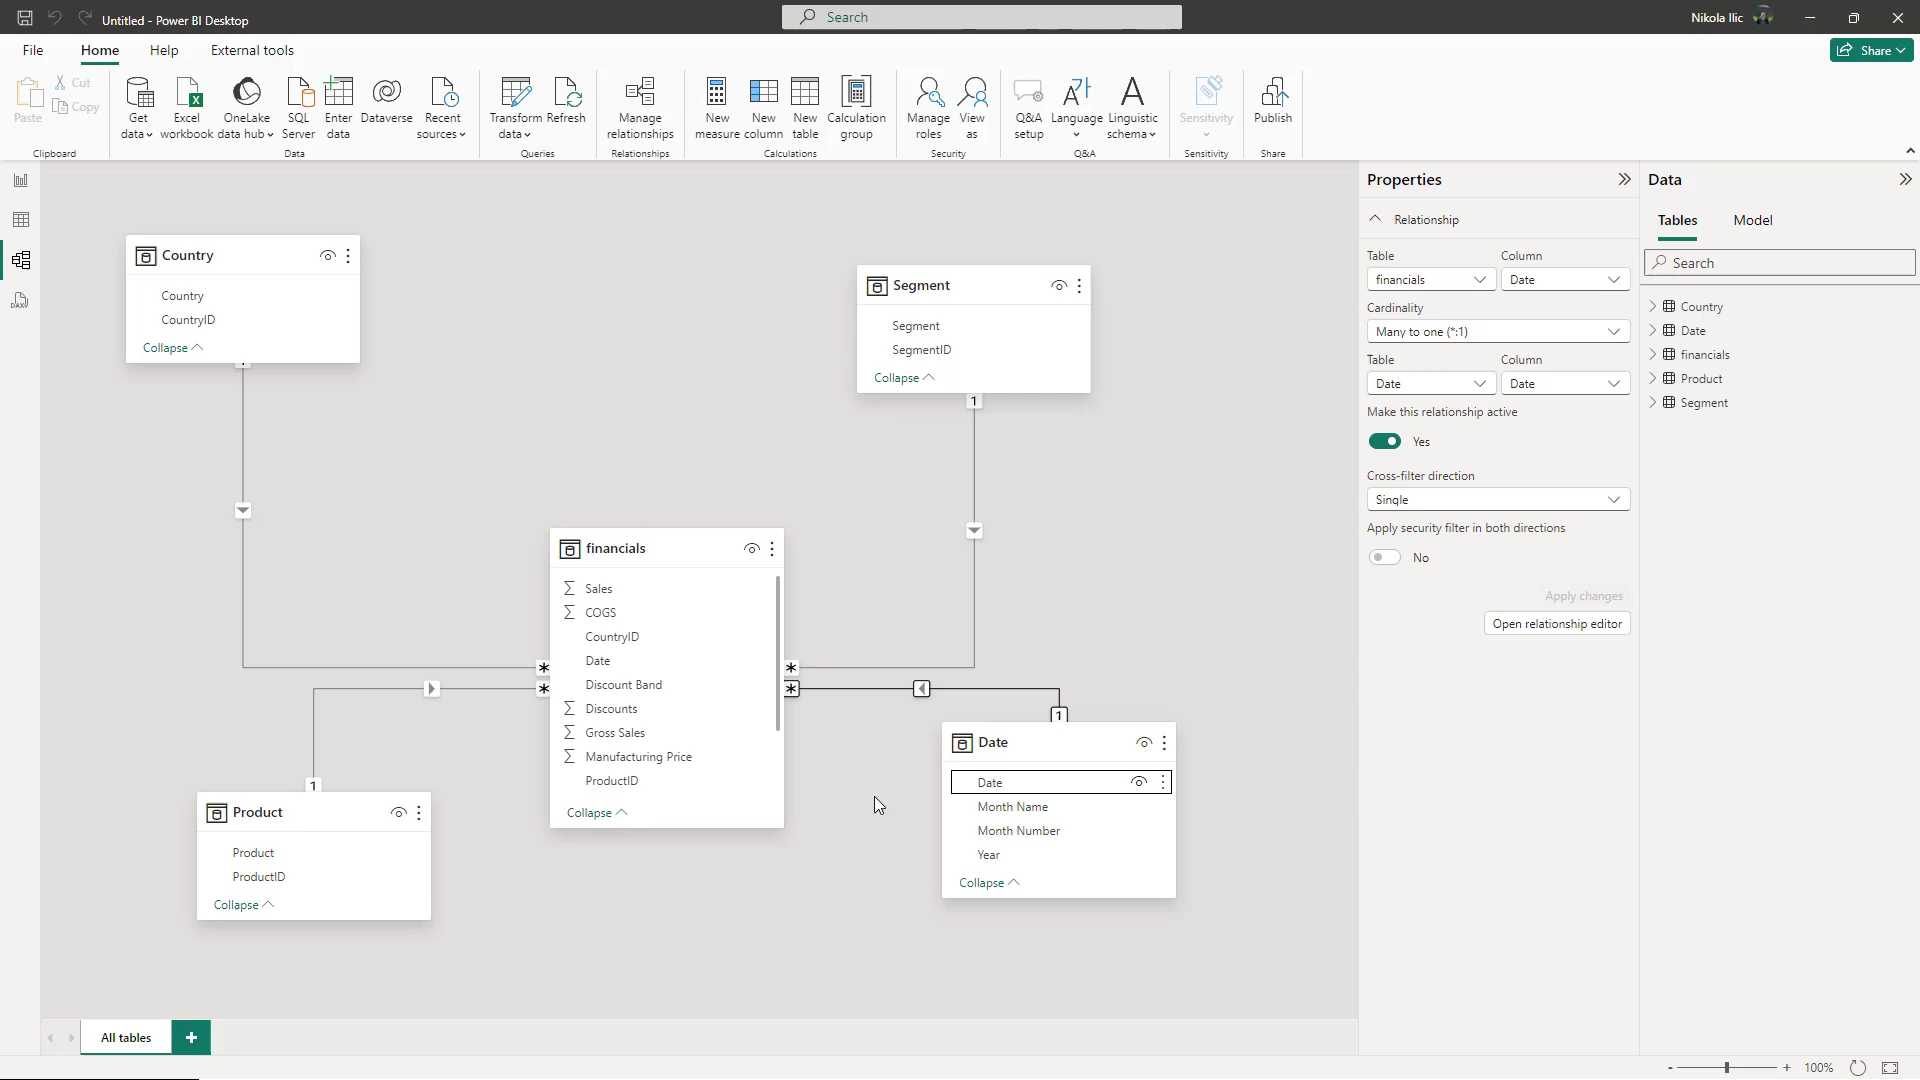 Untitled - Power BI Desktop
Search
Nikola Ilic
File
Home
Help
External tools
Share
Paste
Cut
Copy
Get data
Excel workbook
OneLake data hub
SQL Server
Enter data
Dataverse
Recent sources
Transform data
Refresh
Manage relationships
New measure
New column
New table
Calculation group
Manage roles
View as
Q&A setup
Language
Linguistic schema
Sensitivity
Publish
Clipboard
Data
Queries
Relationships
Calculations
Security
Q&A
Sensitivity
Share
Country
Country
CountryID
Collapse
Segment
Segment
SegmentID
Collapse
1
financials
Sales
COGS
CountryID
Date
Discount Band
Discounts
Gross Sales
Manufacturing Price
ProductID
Collapse
*
*
*
*
1
Product
Product
ProductID
Collapse
1
Date
Date
Month Name
Month Number
Year
Collapse
Properties
Relationship
Table
Column
financials
Date
Cardinality
Many to one (*:1)
Table
Column
Date
Date
Make this relationship active
Yes
Cross-filter direction
Single
Apply security filter in both directions
No
Apply changes
Open relationship editor
Data
Tables
Model
Search
Country
Date
financials
Product
Segment
All tables
+
- + 100%